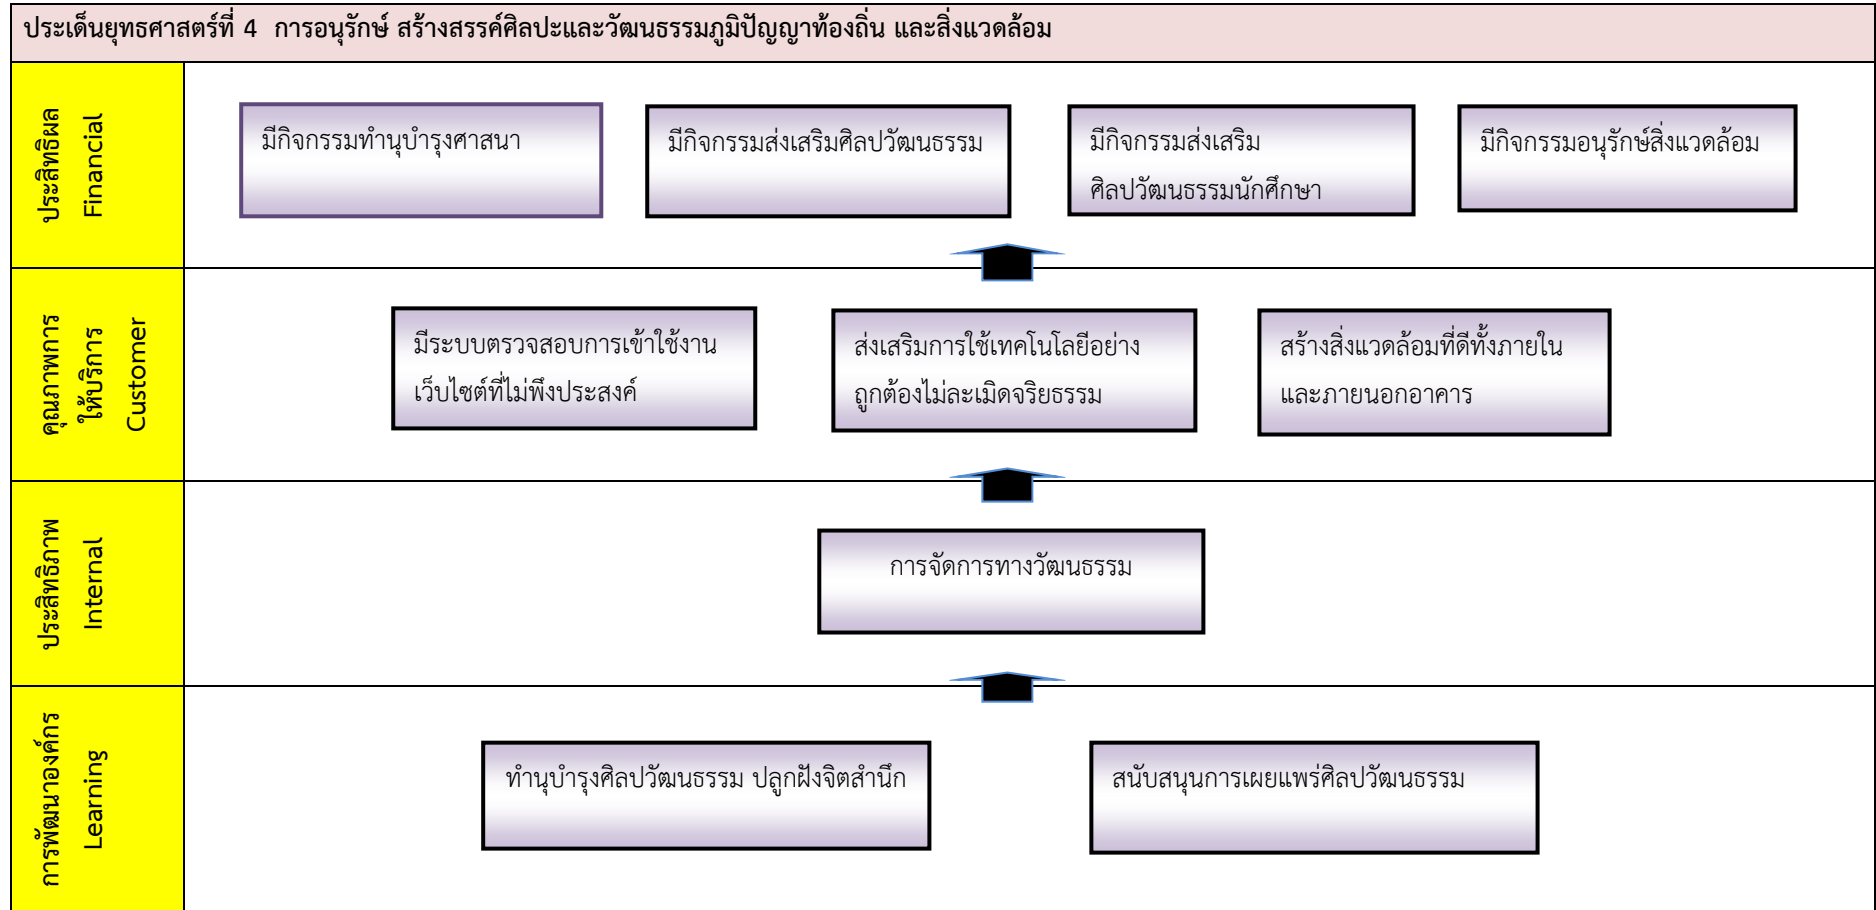 ประเด็นยุทธศาสตร์ที่ 4 การอนุรักษ์ สร้างสรรค์ศิลปะและวัฒนธรรมภูมิปัญญาท้องถิ่น และสิ่งแวดล้อม
ประสิทธิผล
Financial
มีกิจกรรมทำนุบำรุงศาสนา
มีกิจกรรมส่งเสริมศิลปวัฒนธรรม
มีกิจกรรมส่งเสริม
ศิลปวัฒนธรรมนักศึกษา
มีกิจกรรมอนุรักษ์สิ่งแวดล้อม
คุณภาพการ
ให้บริการ
Customer
มีระบบตรวจสอบการเข้าใช้งาน
เว็บไซต์ที่ไม่พึงประสงค์
ส่งเสริมการใช้เทคโนโลยีอย่าง
ถูกต้องไม่ละเมิดจริยธรรม
สร้างสิ่งแวดล้อมที่ดีทั้งภายใน
และภายนอกอาคาร
ประสิทธิภาพ
Internal
การจัดการทางวัฒนธรรม
การพัฒนาองค์กร
Learning
ทำนุบำรุงศิลปวัฒนธรรม ปลูกฝังจิตสำนึก
สนับสนุนการเผยแพร่ศิลปวัฒนธรรม